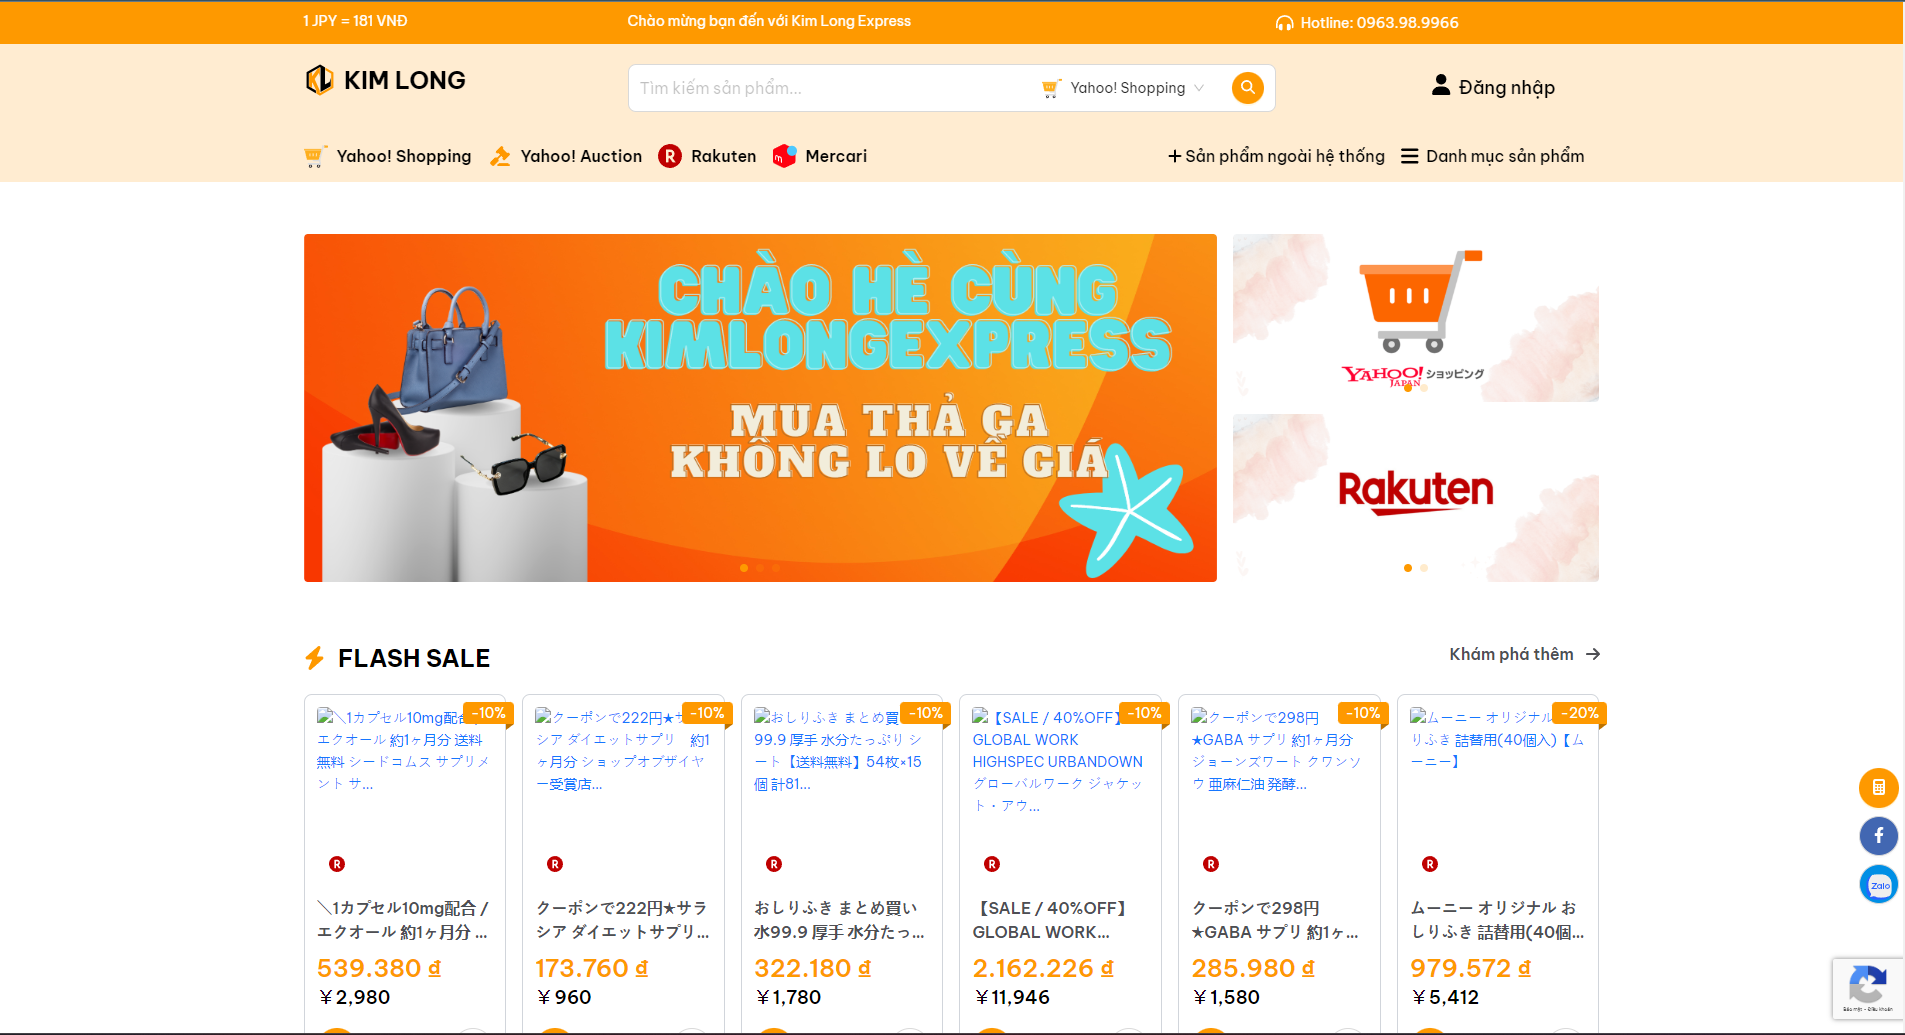 1 JPY = 181 VNĐ
Chào mừng bạn đến với Kim Long Express
Hotline: 0963.98.9966
KIM LONG
Tìm kiếm sản phẩm...
Yahoo! Shopping
Đăng nhập
Yahoo! Shopping
Yahoo! Auction
R Rakuten
m Mercari
+ Sản phẩm ngoài hệ thống
Danh mục sản phẩm
CHÀO HÈ CÙNG
KIMLONGEXPRESS
MUA THẢ GA
KHÔNG LO VỀ GIÁ
YAHOO! ショッピング
JAPAN
Rakuten
FLASH SALE
Khám phá thêm →
-10%
＼1カプセル10mg配合
エクオール 約1ヶ月分 送料
無料 シードコムス サプリメ
ント サ...
R
＼1カプセル10mg配合 /
エクオール 約1ヶ月分 ...
539.380 ₫
￥2,980
-10%
クーポンで222円★サ
シア ダイエットサプリ 約1
ヶ月分 ショップオブザイヤ
ー受賞店...
R
クーポンで222円★サラ
シア ダイエットサプリ...
173.760 ₫
￥960
-10%
おしりふき まとめ買
99.9 厚手 水分たっぷり シ
ート【送料無料】54枚×15
個 計81...
R
おしりふき まとめ買い
水99.9 厚手 水分たっ...
322.180 ₫
￥1,780
-10%
【SALE / 40%OFF】
GLOBAL WORK
HIGHSPEC URBANDOWN
グローバルワーク ジャケッ
ト・アウ...
R
【SALE / 40%OFF】
GLOBAL WORK...
2.162.226 ₫
￥11,946
-10%
クーポンで298円
★GABA サプリ 約1ヶ月分
ジョーンズワート クワンソ
ウ 亜麻仁油 発酵...
R
クーポンで298円
★GABA サプリ 約1ヶ...
285.980 ₫
￥1,580
-20%
ムーニー オリジナル
りふき 詰替用(40個入)【ム
ーニー】
R
ムーニー オリジナル お
しりふき 詰替用(40個...
979.572 ₫
￥5,412
Zalo
Bảo mật - Điều khoản